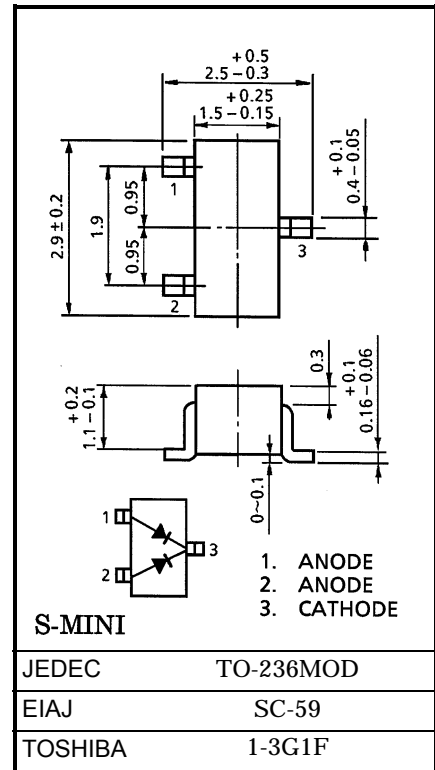 +0.5
2.5 −0.3
+0.25
1.5 −0.15
+0.1
0.4 −0.05
2.9 ± 0.2
1.9
0.95
0.95
1
2
3
+0.2
1.1 −0.1
0.3
+0.1
0.16 −0.06
0~0.1
1
2
3
1. ANODE
2. ANODE
3. CATHODE
S-MINI
JEDEC TO-236MOD
EIAJ SC-59
TOSHIBA 1-3G1F